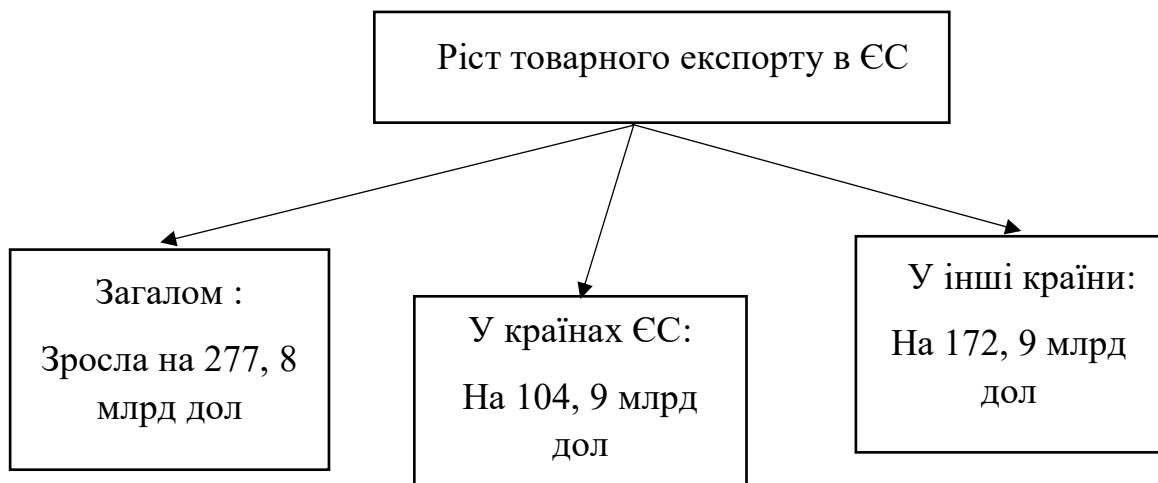 Ріст товарного експорту в ЄС
Загалом :
Зросла на 277, 8
млрд дол
У країнах ЄС:
На 104, 9 млрд
дол
У інші країни:
На 172, 9 млрд
дол